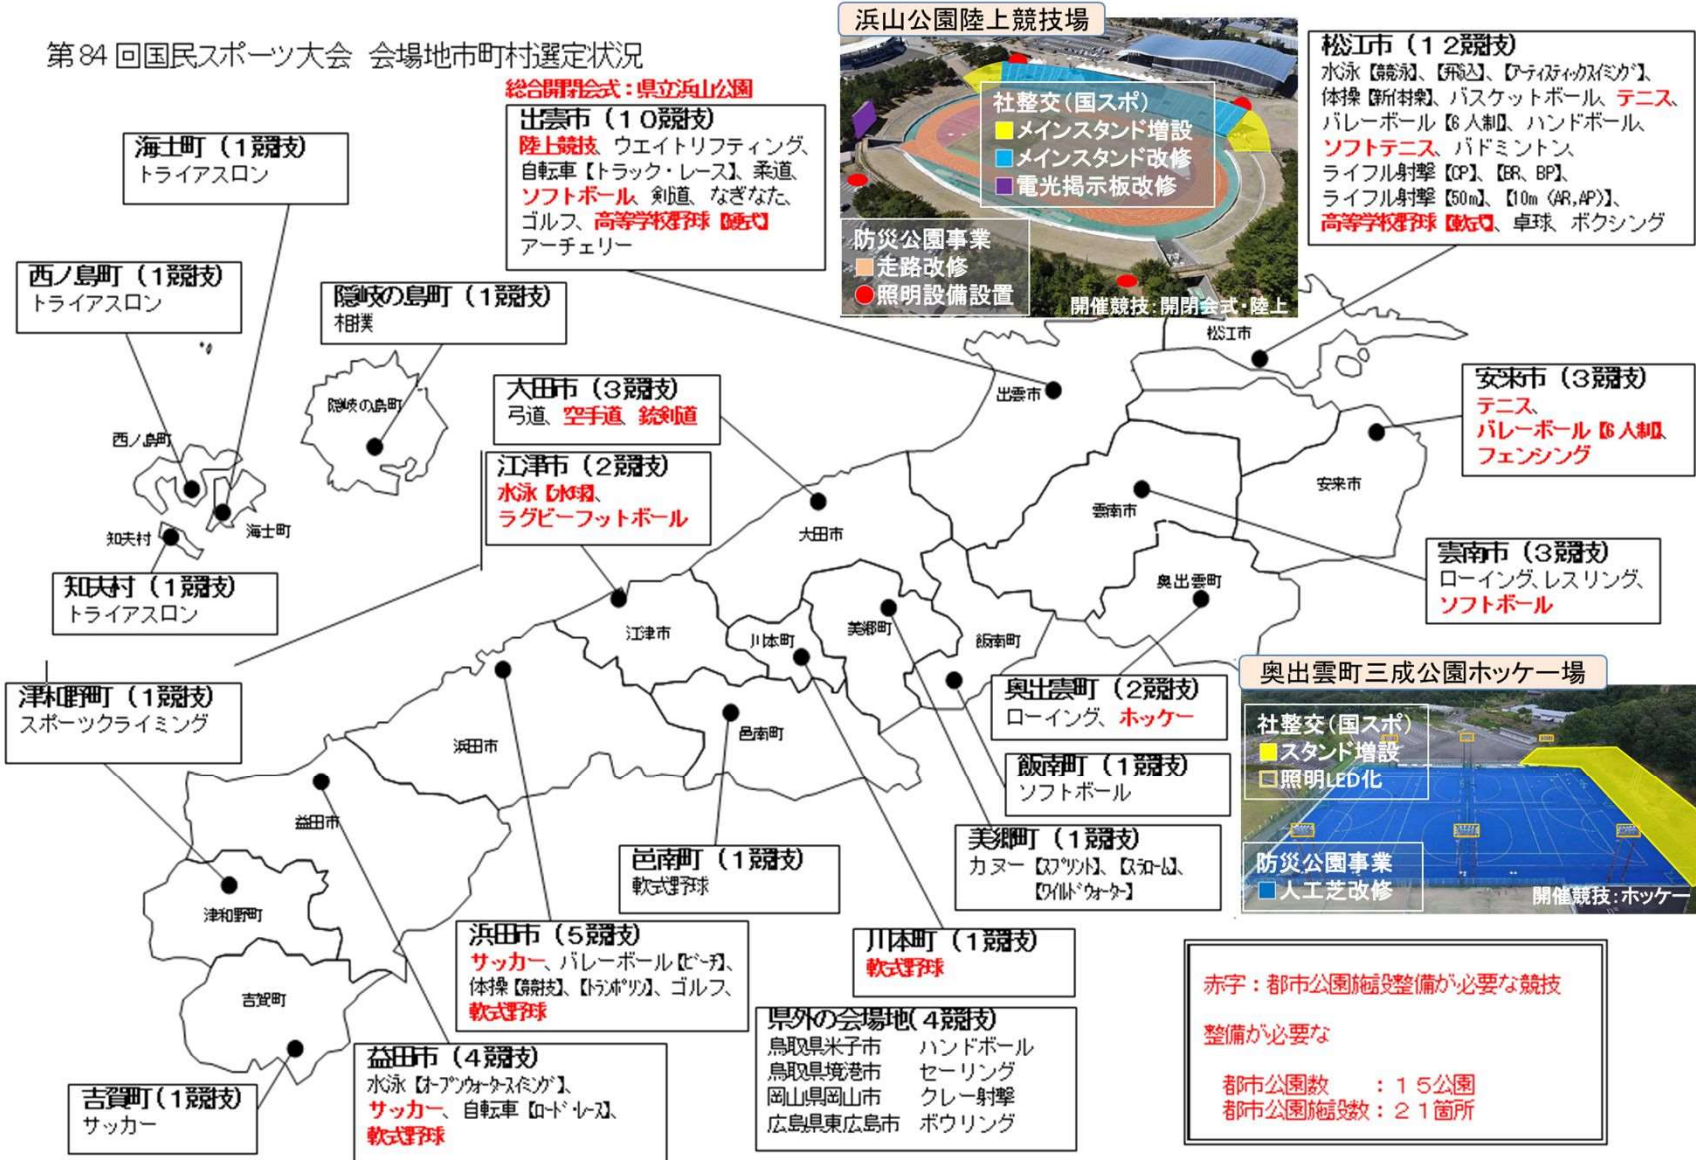 第84回国民スポーツ大会 会場地市町村選定状況
総合開閉会式：県立浜山公園
出雲市（10競技）
陸上競技、ウエイトリフティング、
自転車【トラック・レース】、柔道、
ソフトボール、剣道、なぎなた、
ゴルフ、高等学校野球【硬式】
アーチェリー
浜山公園陸上競技場
社整交（国スポ）
メインスタンド増設
メインスタンド改修
電光掲示板改修
防災公園事業
走路改修
照明設備設置
開催競技：開閉会式・陸上
松江市（12競技）
水泳【競泳】、【飛込】、【アーティスティックスイミング】、
体操【新体操】、バスケットボール、テニス、
バレーボール【6人制】、ハンドボール、
ソフトテニス、バドミントン、
ライフル射撃【CP】、【BR、BP】、
ライフル射撃【50m】、【10m（AR,AP）】、
高等学校野球【軟式】、卓球、ボクシング
海士町（1競技）
トライアスロン
西ノ島町（1競技）
トライアスロン
隠岐の島町（1競技）
相撲
大田市（3競技）
弓道、空手道、銃剣道
江津市（2競技）
水泳【水球】、
ラグビーフットボール
安来市（3競技）
テニス、
バレーボール【6人制】、
フェンシング
雲南市（3競技）
ローイング、レスリング、
ソフトボール
知夫村（1競技）
トライアスロン
松江市
出雲市
安来市
雲南市
奥出雲町
大田市
飯南町
美郷町
川本町
江津市
邑南町
浜田市
益田市
津和野町
吉賀町
隠岐の島町
西ノ島町
海士町
知夫村
津和野町（1競技）
スポーツクライミング
奥出雲町（2競技）
ローイング、ホッケー
飯南町（1競技）
ソフトボール
美郷町（1競技）
カヌー【スプリント】、【スラローム】、
【ワイルドウォーター】
邑南町（1競技）
軟式野球
川本町（1競技）
軟式野球
浜田市（5競技）
サッカー、バレーボール【ビーチ】、
体操【競技】、【トランポリン】、ゴルフ、
軟式野球
益田市（4競技）
水泳【オープンウォータースイミング】、
サッカー、自転車【ロード・レース】、
軟式野球
吉賀町（1競技）
サッカー
県外の会場地（4競技）
鳥取県米子市 ハンドボール
鳥取県境港市 セーリング
岡山県岡山市 クレー射撃
広島県東広島市 ボウリング
奥出雲町三成公園ホッケー場
社整交（国スポ）
スタンド増設
照明LED化
防災公園事業
人工芝改修
開催競技：ホッケー
赤字：都市公園施設整備が必要な競技
整備が必要な
都市公園数 ：15公園
都市公園施設数：21箇所